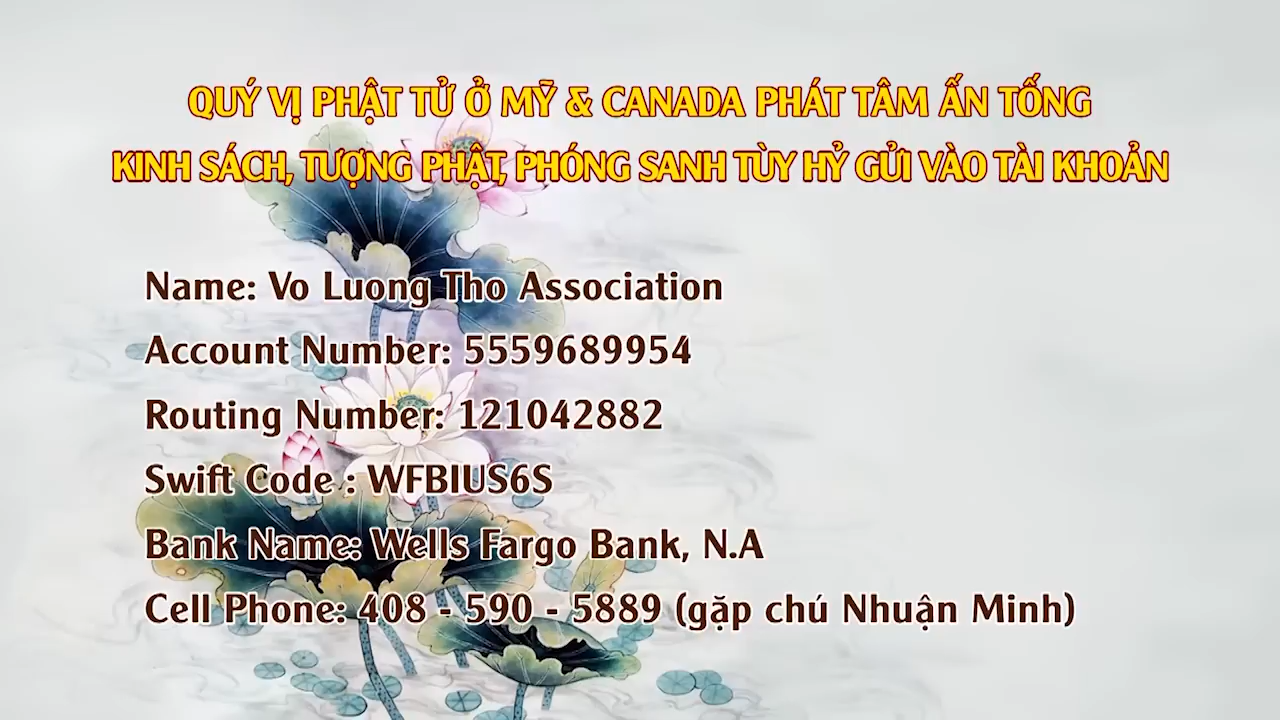 QUÝ VỊ PHẬT TỬ Ở MỸ & CANADA PHÁT TÂM ẤN TỐNG
KINH SÁCH, TƯỢNG PHẬT, PHÓNG SANH TÙY HỶ GỬI VÀO TÀI KHOẢN
Name: Vo Luong Tho Association
Account Number: 5559689954
Routing Number: 121042882
Swift Code : WFBIUS6S
Bank Name: Wells Fargo Bank, N.A
Cell Phone: 408 - 590 - 5889 (gặp chú Nhuận Minh)